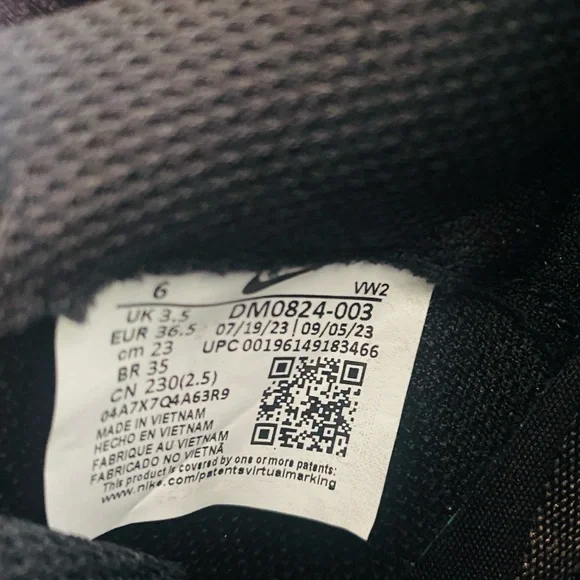 6 VW2
UK 3.5 DM0824-003
EUR 36.5 07/19/23 | 09/05/23
cm 23 UPC 00196149183466
BR 35
CN 230(2.5)
04A7X7Q4A63R9
MADE IN VIETNAM
HECHO EN VIETNAM
FABRIQUE AU VIETNAM
FABRICADO NO VIETNÃ
This product is covered by one or more patents:
www.nike.com/patentsvirtualmarking